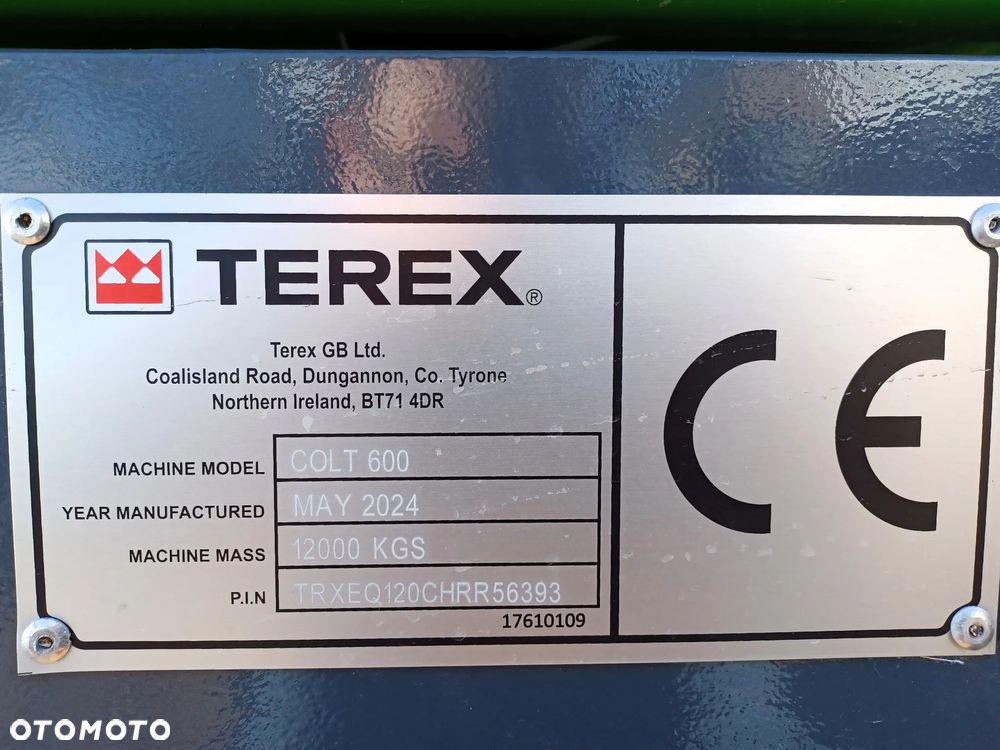 TEREX®
Terex GB Ltd.
Coalisland Road, Dungannon, Co. Tyrone
Northern Ireland, BT71 4DR
MACHINE MODEL COLT 600
YEAR MANUFACTURED MAY 2024
MACHINE MASS 12000 KGS
P.I.N TRXEQ120CHRR56393
17610109
CE
OTOMOTO